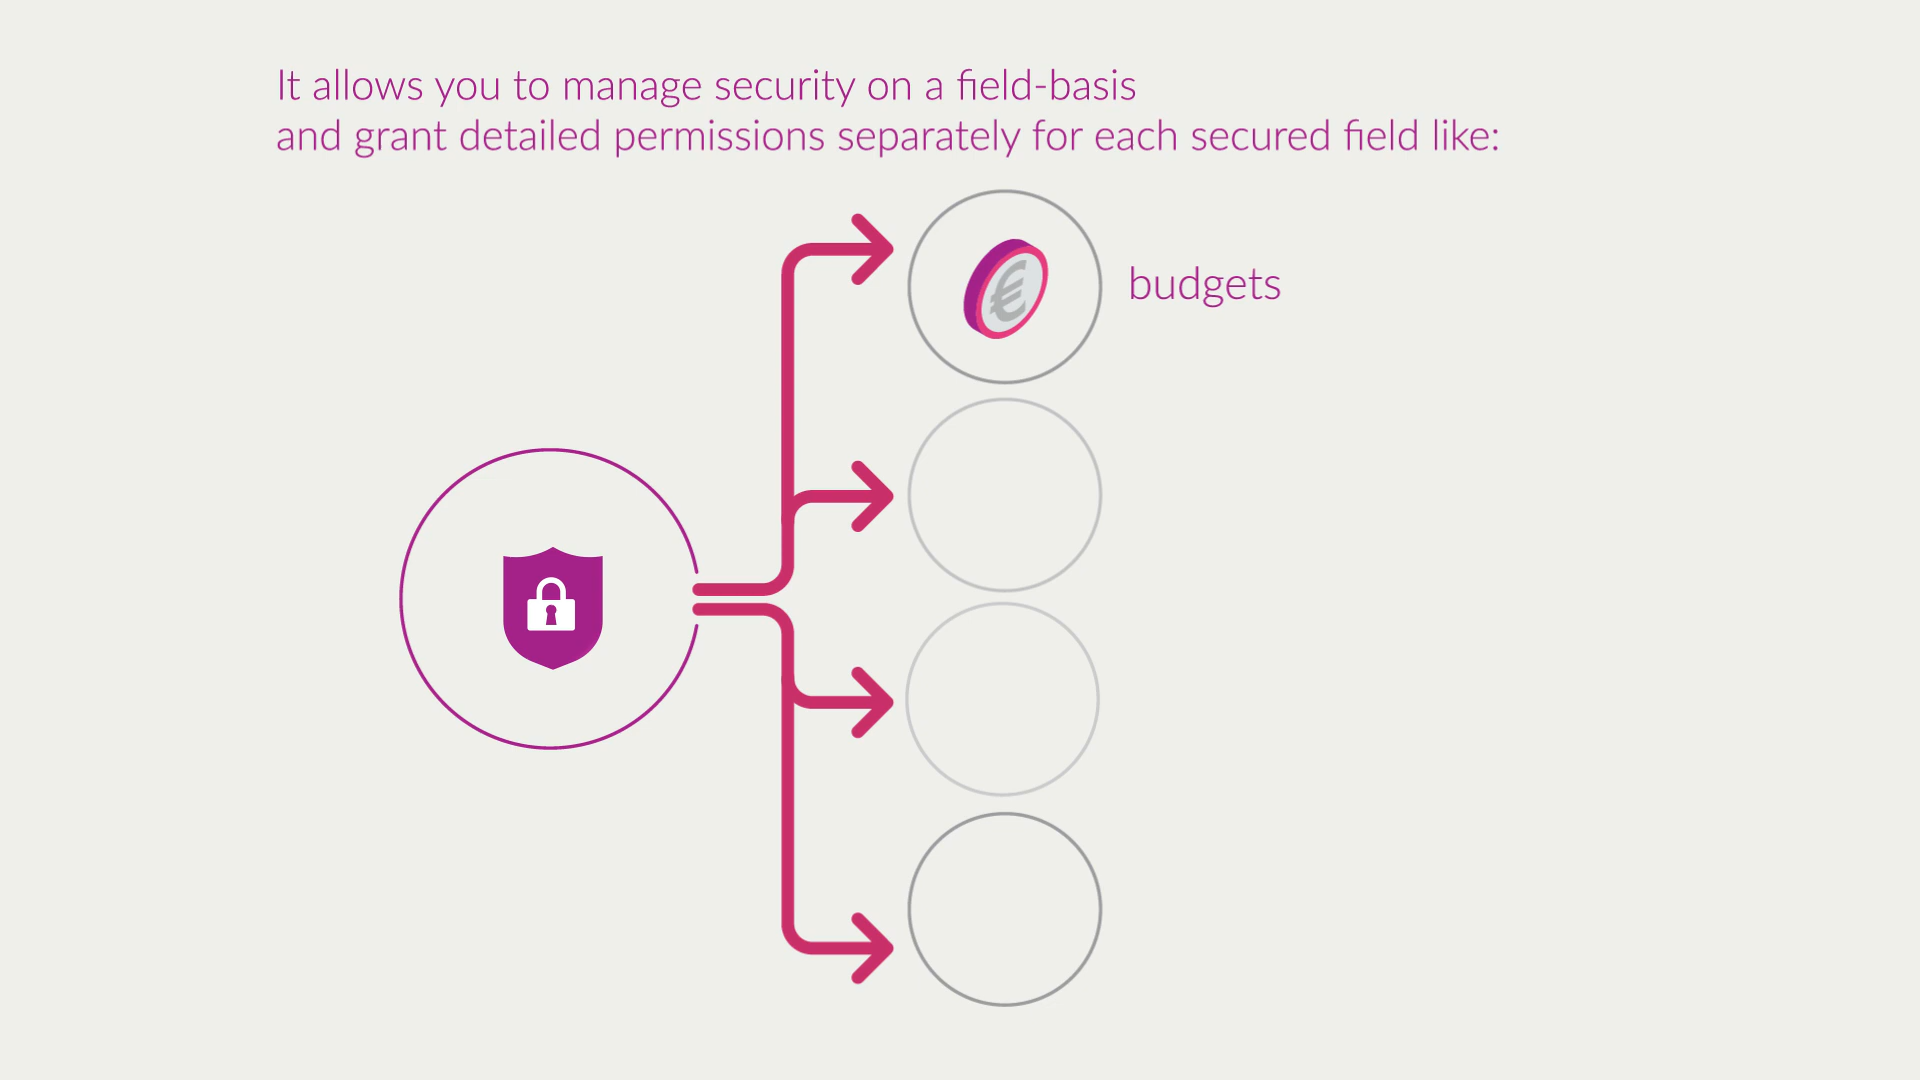 It allows you to manage security on a field-basis
and grant detailed permissions separately for each secured field like:
€
budgets